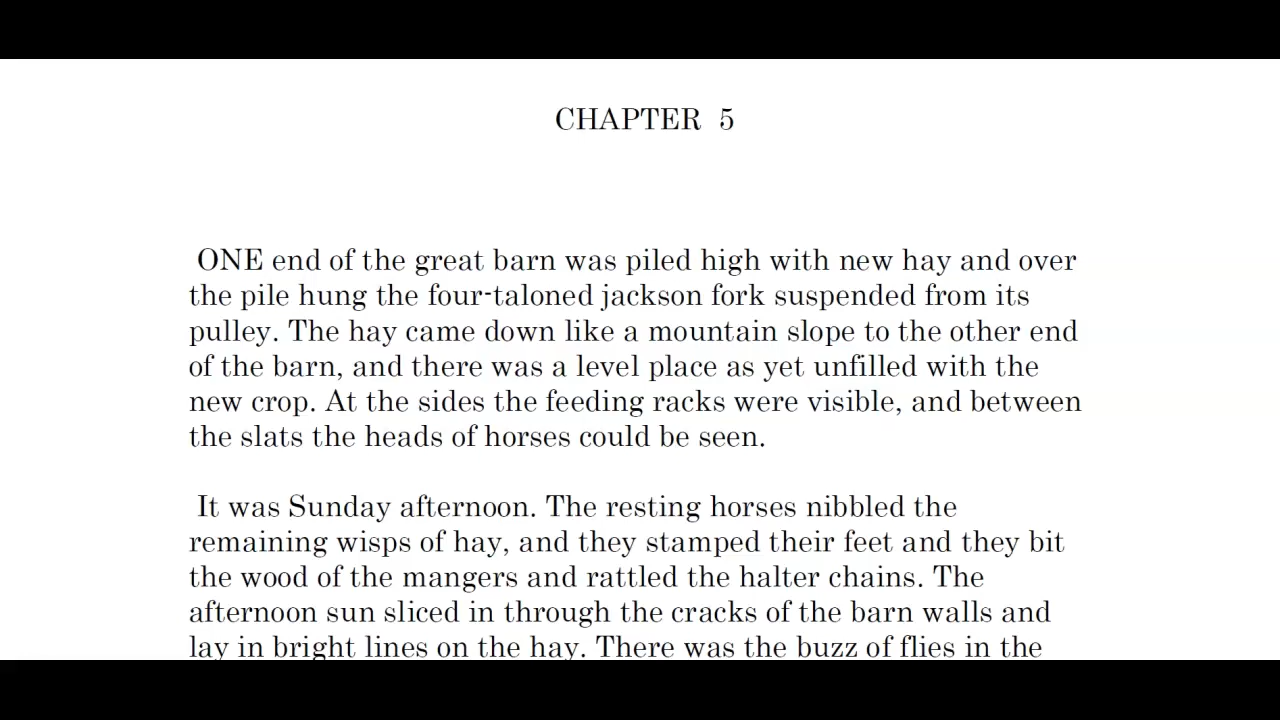 CHAPTER 5
ONE end of the great barn was piled high with new hay and over
the pile hung the four-taloned jackson fork suspended from its
pulley. The hay came down like a mountain slope to the other end
of the barn, and there was a level place as yet unfilled with the
new crop. At the sides the feeding racks were visible, and between
the slats the heads of horses could be seen.
It was Sunday afternoon. The resting horses nibbled the
remaining wisps of hay, and they stamped their feet and they bit
the wood of the mangers and rattled the halter chains. The
afternoon sun sliced in through the cracks of the barn walls and
lay in bright lines on the hay. There was the buzz of flies in the